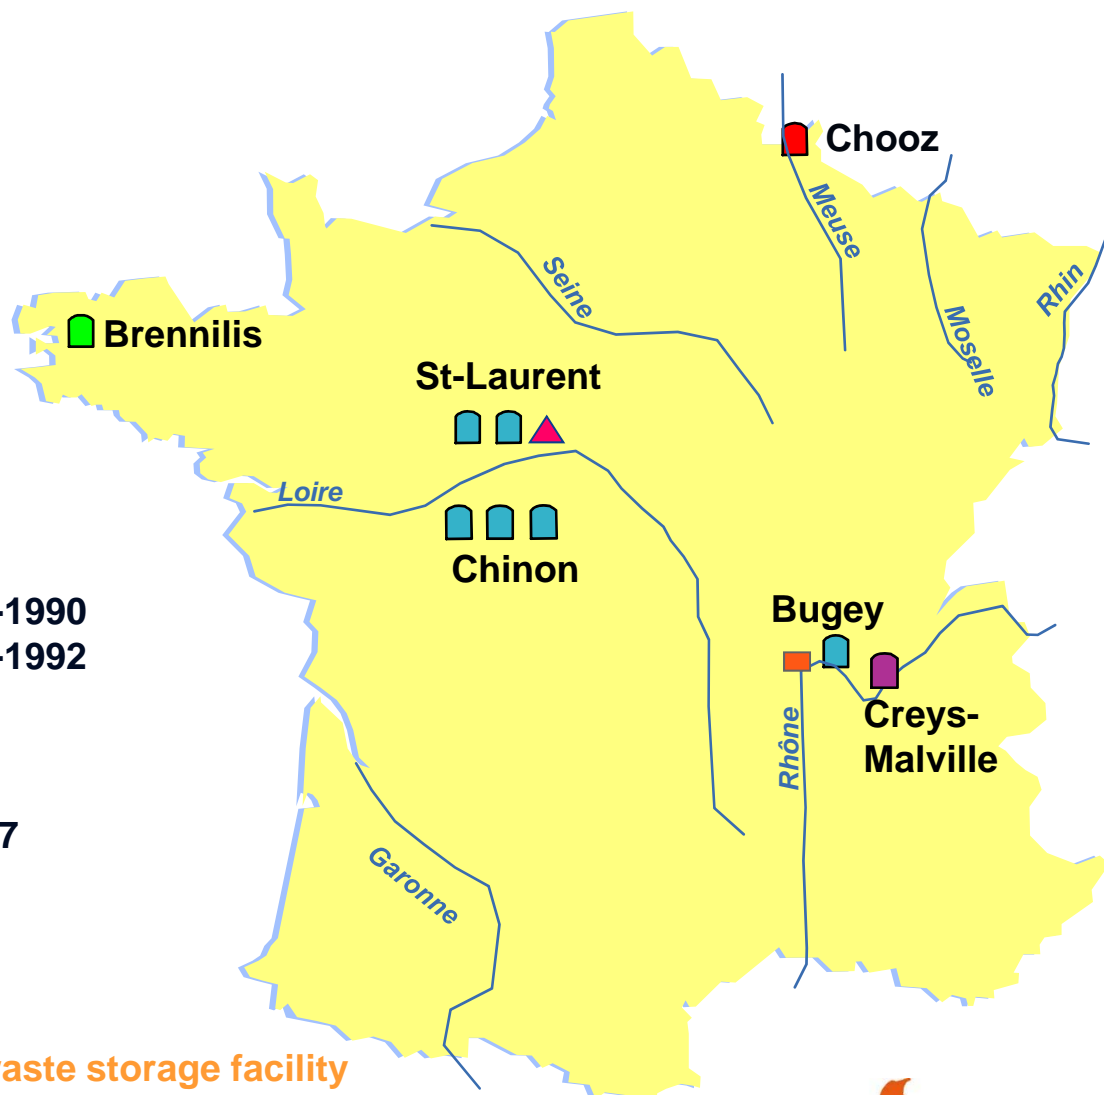 Chooz
Meuse
Seine
Moselle
Rhin
Brennilis
St-Laurent
Loire
Chinon
-1990
-1992
Bugey
Creys-
Malville
Rhône
7
Garonne
waste storage facility